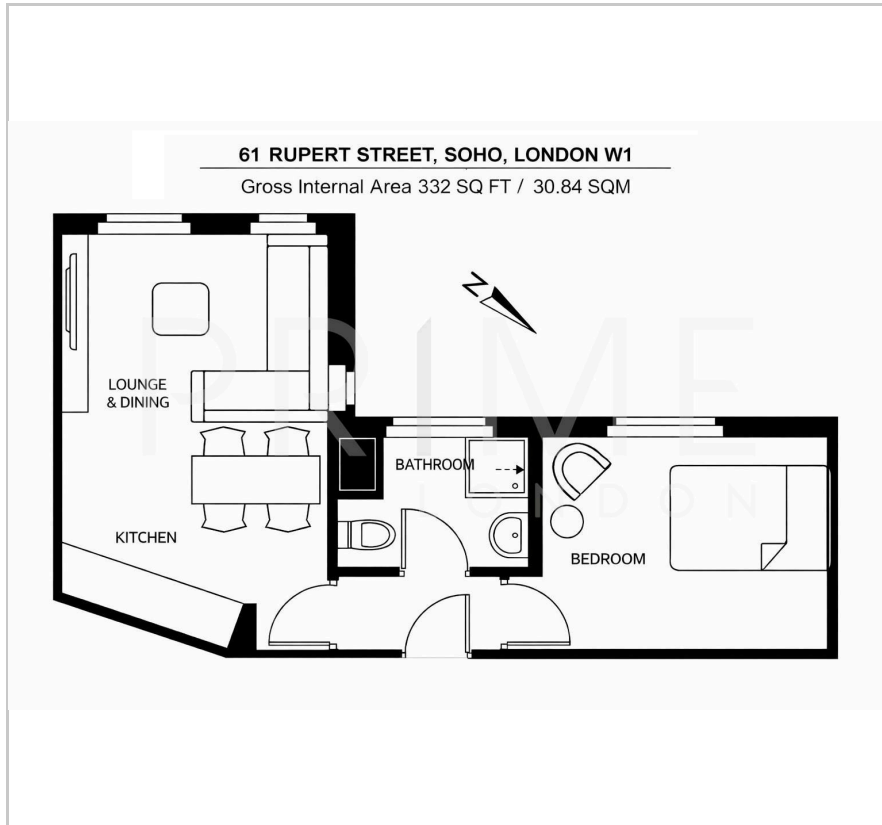 61 RUPERT STREET, SOHO, LONDON W1
Gross Internal Area 332 SQ FT / 30.84 SQM
N
PRIME
LONDON
LOUNGE
& DINING
BATHROOM
KITCHEN
BEDROOM